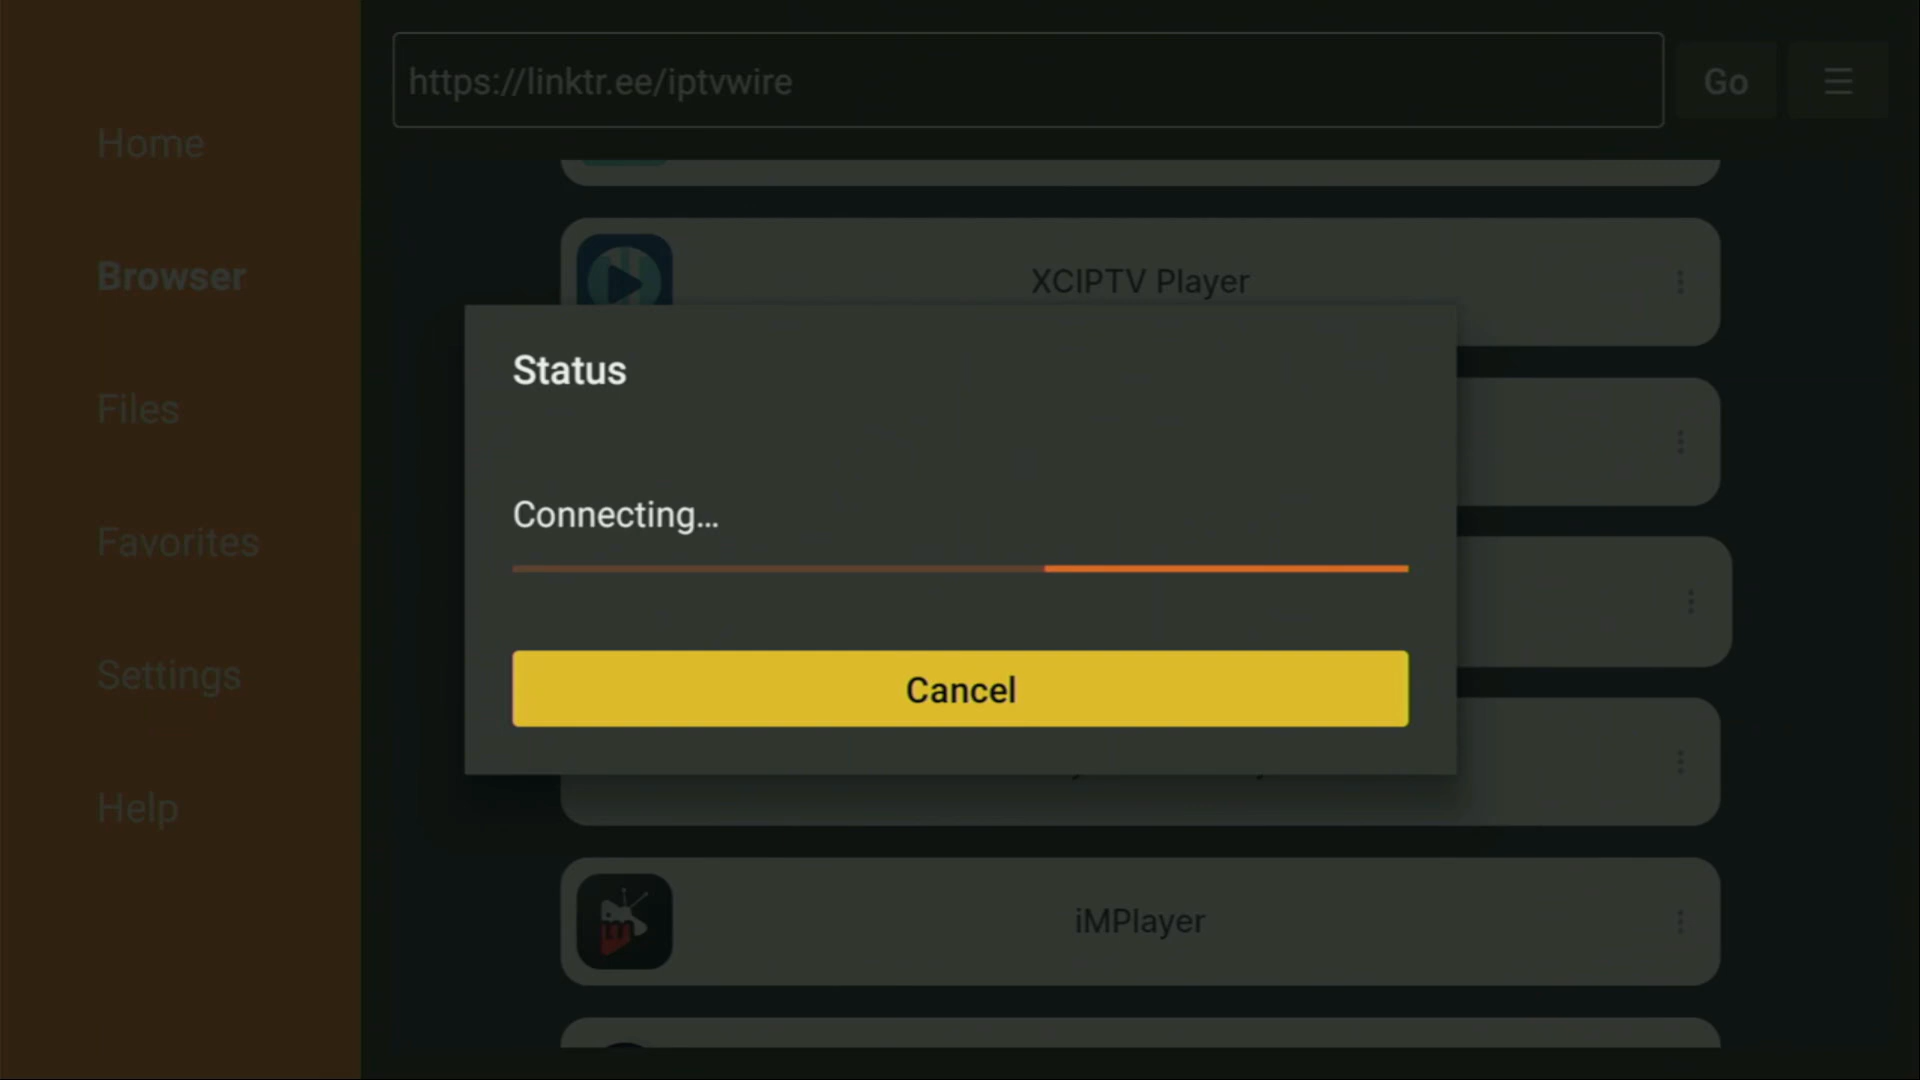 https://linktr.ee/iptvwire
Go
Home
Browser
Files
Favorites
Settings
Help
XCIPTV Player
Status
Connecting...
Cancel
iMPlayer